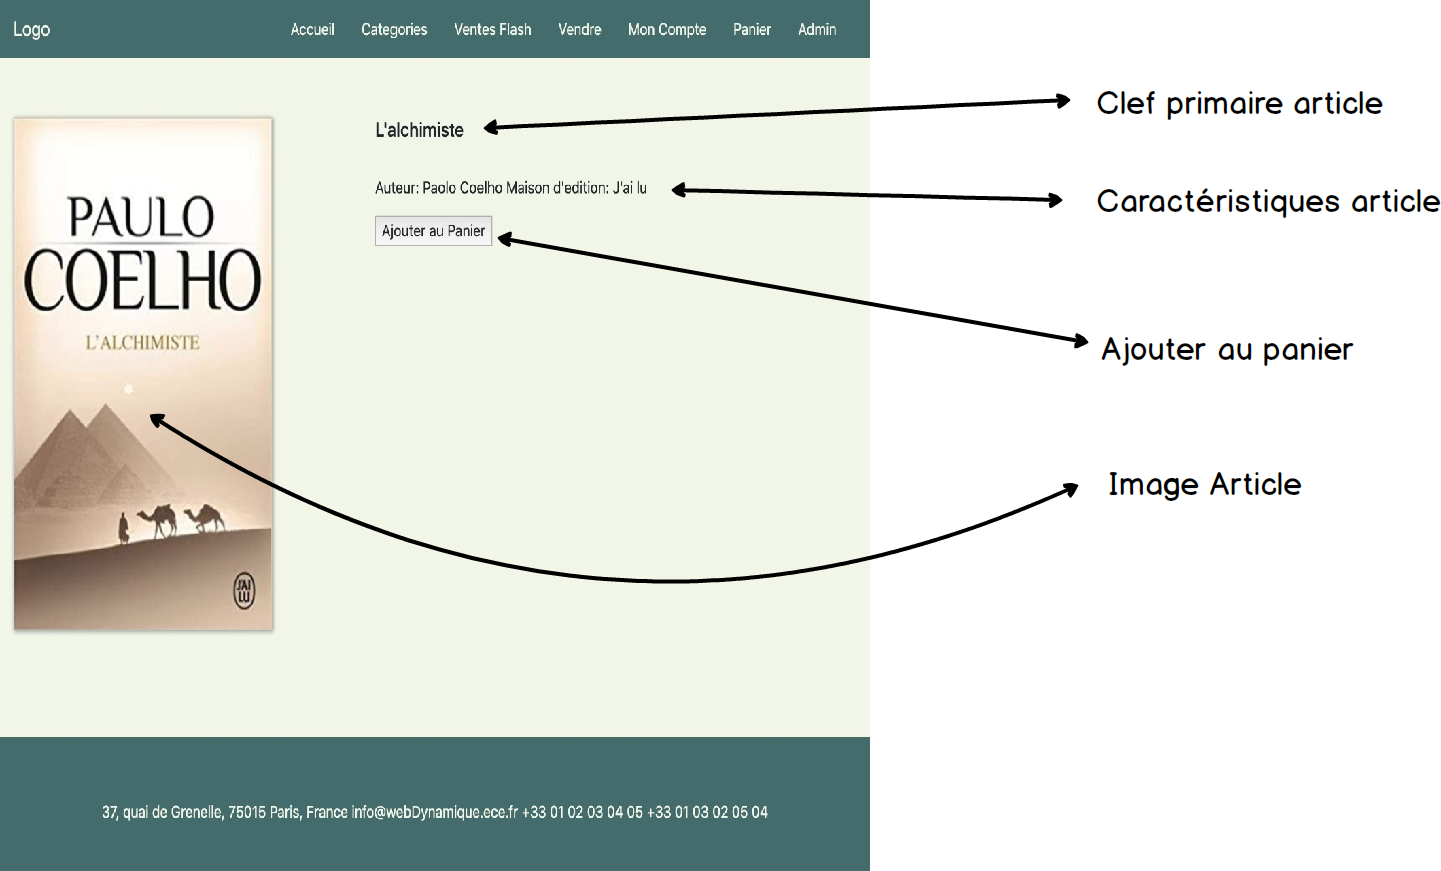 Logo
Accueil Categories Ventes Flash Vendre Mon Compte Panier Admin
PAULO
COELHO
L'ALCHIMISTE
J'AI
LU
L'alchimiste
Auteur: Paolo Coelho Maison d'edition: J'ai lu
Ajouter au Panier
Clef primaire article
Caractéristiques article
Ajouter au panier
Image Article
37, quai de Grenelle, 75015 Paris, France info@webDynamique.ece.fr +33 01 02 03 04 05 +33 01 03 02 05 04